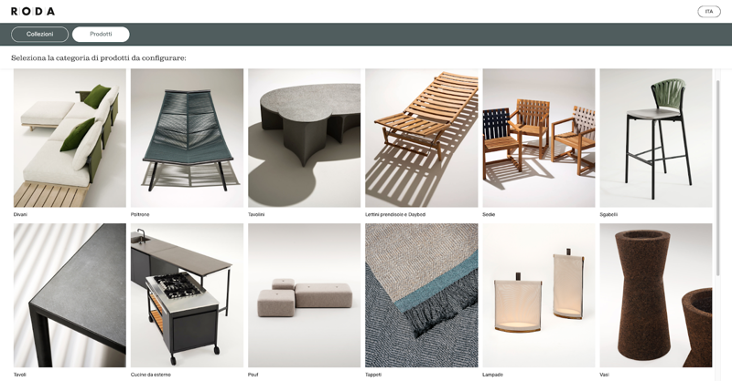 RODA
ITA
Collezioni
Prodotti
Seleziona la categoria di prodotti da configurare:
Divani
Poltrone
Tavolini
Lettini prendisole e Daybed
Sedie
Sgabelli
Tavoli
Cucine da esterno
Pouf
Tappeti
Lampade
Vasi